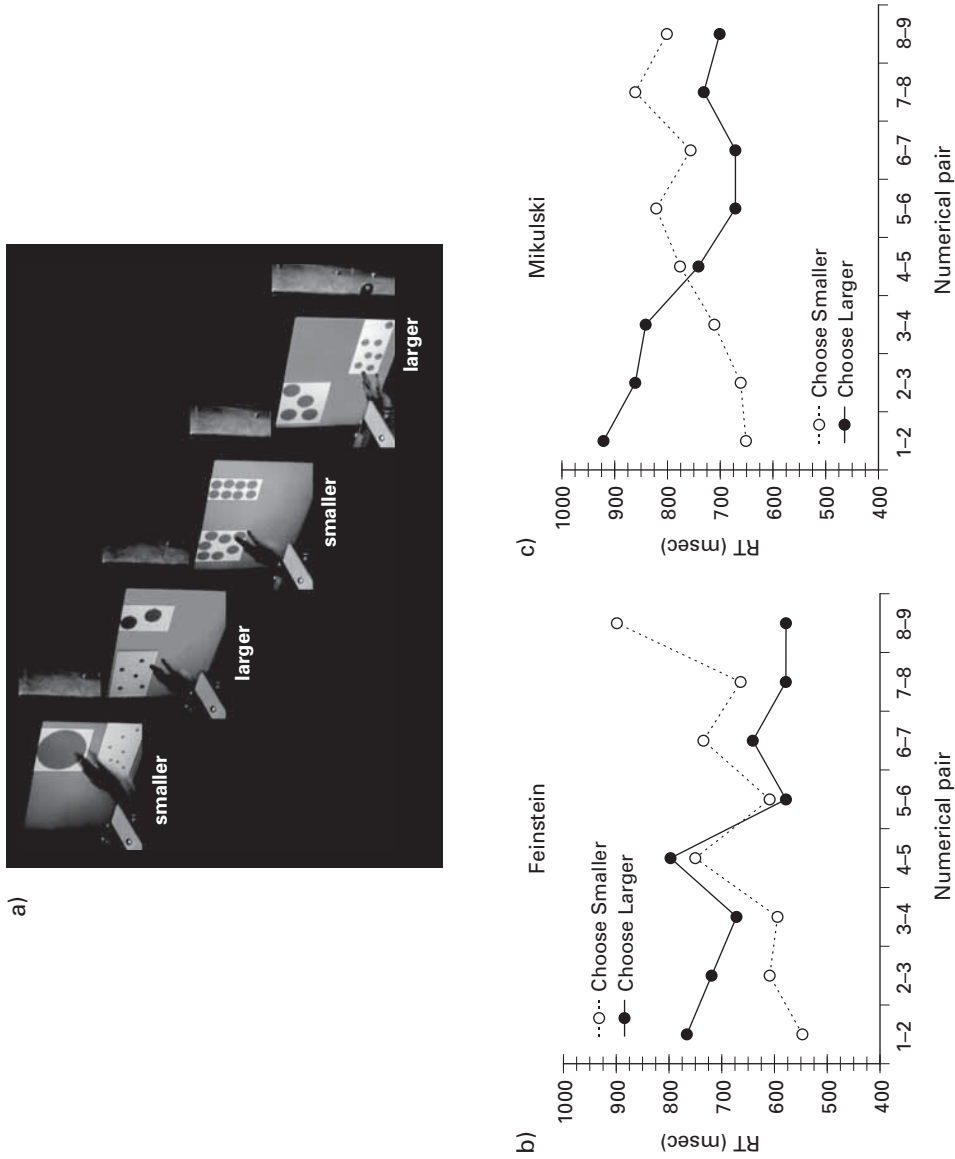 a)
smaller
larger
smaller
larger
b)
Feinstein
Choose Smaller
Choose Larger
RT (msec)
1000
900
800
700
600
500
400
1–2
2–3
3–4
4–5
5–6
6–7
7–8
8–9
Numerical pair
c)
Mikulski
RT (msec)
1000
900
800
700
600
500
400
Choose Smaller
Choose Larger
1–2
2–3
3–4
4–5
5–6
6–7
7–8
8–9
Numerical pair